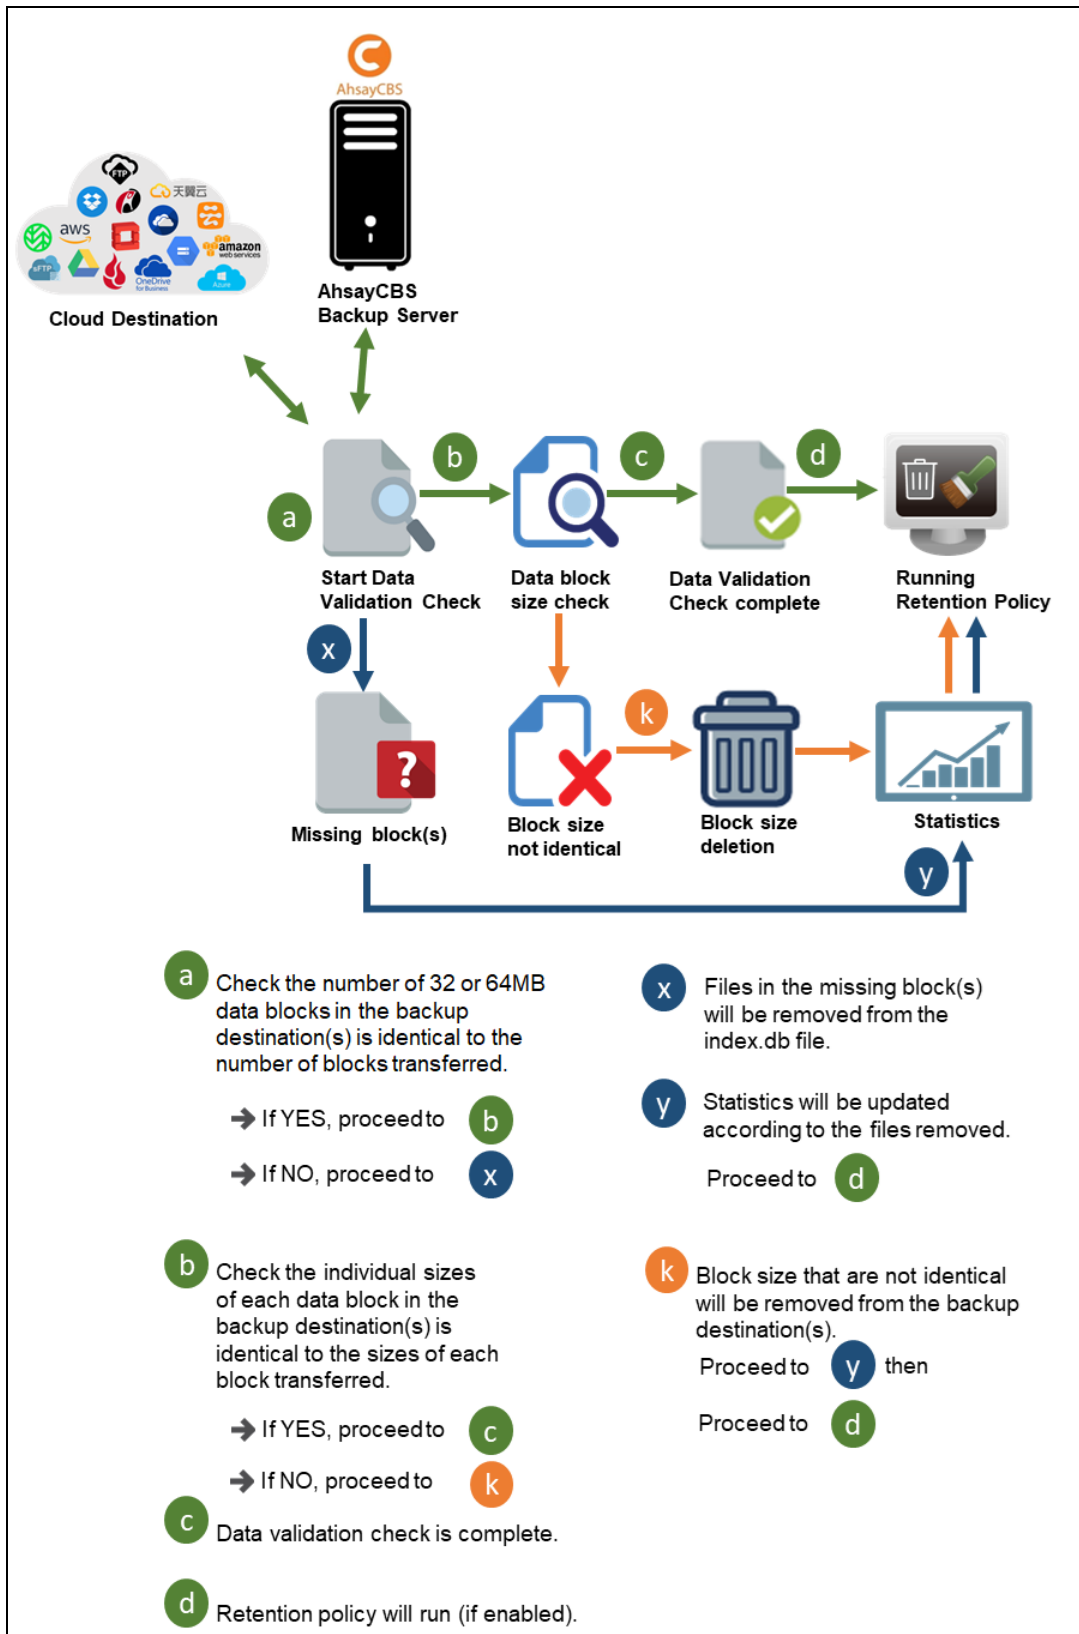 AhsayCBS
FTP
天翼云
aws
amazon
web services
sFTP
OneDrive
for Business
Azure
Cloud Destination
AhsayCBS
Backup Server
a
b
c
d
Start Data
Validation Check
Data block
size check
Data Validation
Check complete
Running
Retention Policy
x
k
?
Missing block(s)
Block size
not identical
Block size
deletion
Statistics
y
a
Check the number of 32 or 64MB
data blocks in the backup
destination(s) is identical to the
number of blocks transferred.
➔ If YES, proceed to b
➔ If NO, proceed to x
x
Files in the missing block(s)
will be removed from the
index.db file.
y
Statistics will be updated
according to the files removed.
Proceed to d
b
Check the individual sizes
of each data block in the
backup destination(s) is
identical to the sizes of each
block transferred.
➔ If YES, proceed to c
➔ If NO, proceed to k
k
Block size that are not identical
will be removed from the backup
destination(s).
Proceed to y then
Proceed to d
c
Data validation check is complete.
d
Retention policy will run (if enabled).